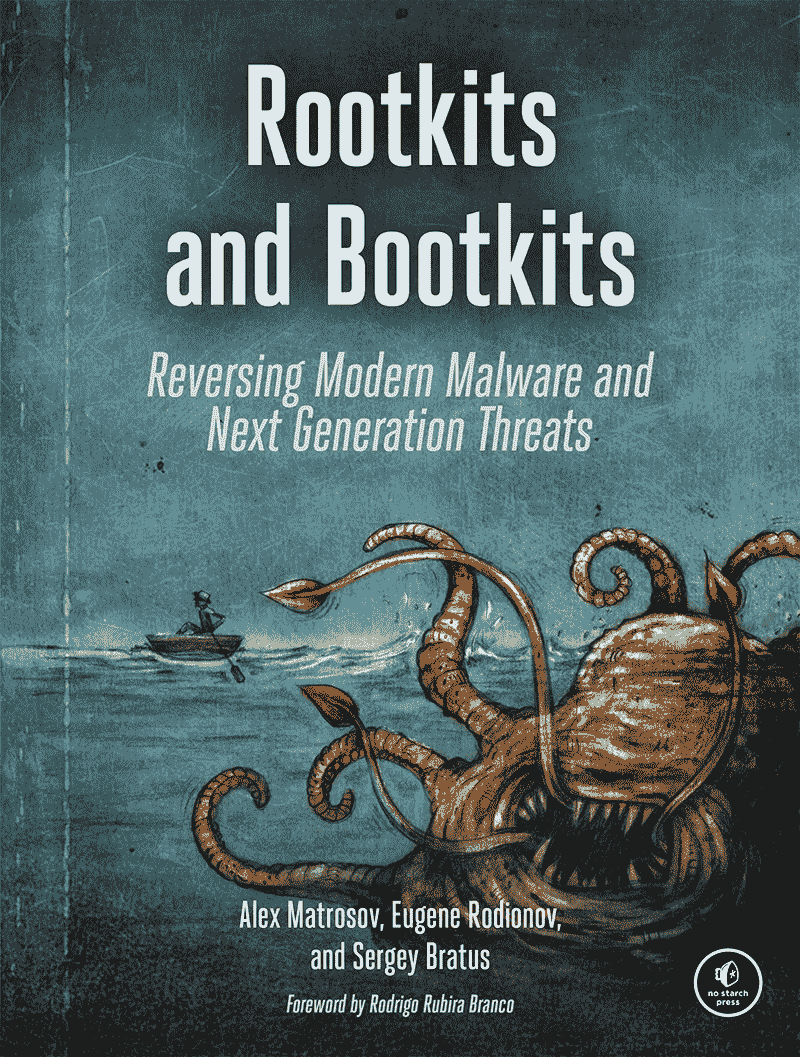 Rootkits
and Bootkits
Reversing Modern Malware and
Next Generation Threats
Alex Matrosov, Eugene Rodionov,
and Sergey Bratus
Foreword by Rodrigo Rubira Branco
no starch
press